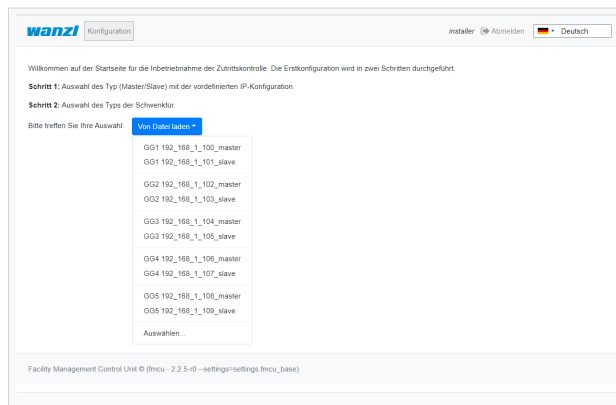 wanzl Konfiguration installer Abmelden Deutsch
Willkommen auf der Startseite für die Inbetriebnahme der Zutrittskontrolle. Die Erstkonfiguration wird in zwei Schritten durchgeführt.
Schritt 1: Auswahl des Typ (Master/Slave) mit der vordefinierten IP-Konfiguration.
Schritt 2: Auswahl des Typs der Schwenktür.
Bitte treffen Sie Ihre Auswahl: Von Datei laden
GG1 192_168_1_100_master
GG1 192_168_1_101_slave
GG2 192_168_1_102_master
GG2 192_168_1_103_slave
GG3 192_168_1_104_master
GG3 192_168_1_105_slave
GG4 192_168_1_106_master
GG4 192_168_1_107_slave
GG5 192_168_1_108_master
GG5 192_168_1_109_slave
Auswählen...
Facility Management Control Unit © (fmcu - 2.2.5-r0 --settings=settings.fmcu_base)